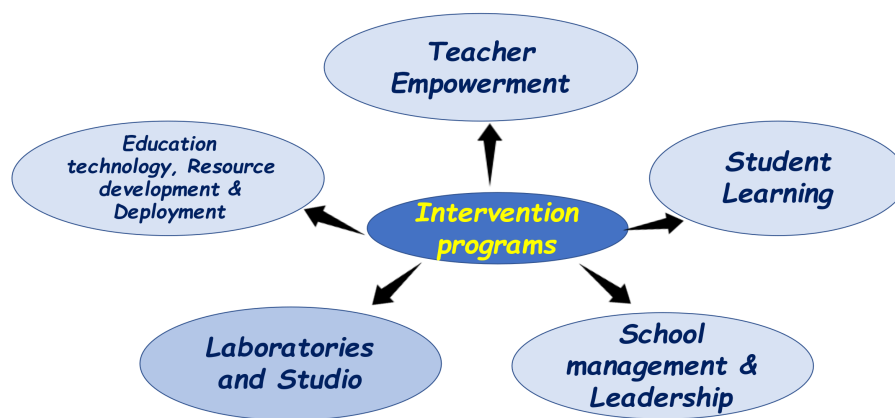 Teacher
Empowerment
Education
technology, Resource
development &
Deployment
Student
Learning
Intervention
programs
Laboratories
and Studio
School
management &
Leadership